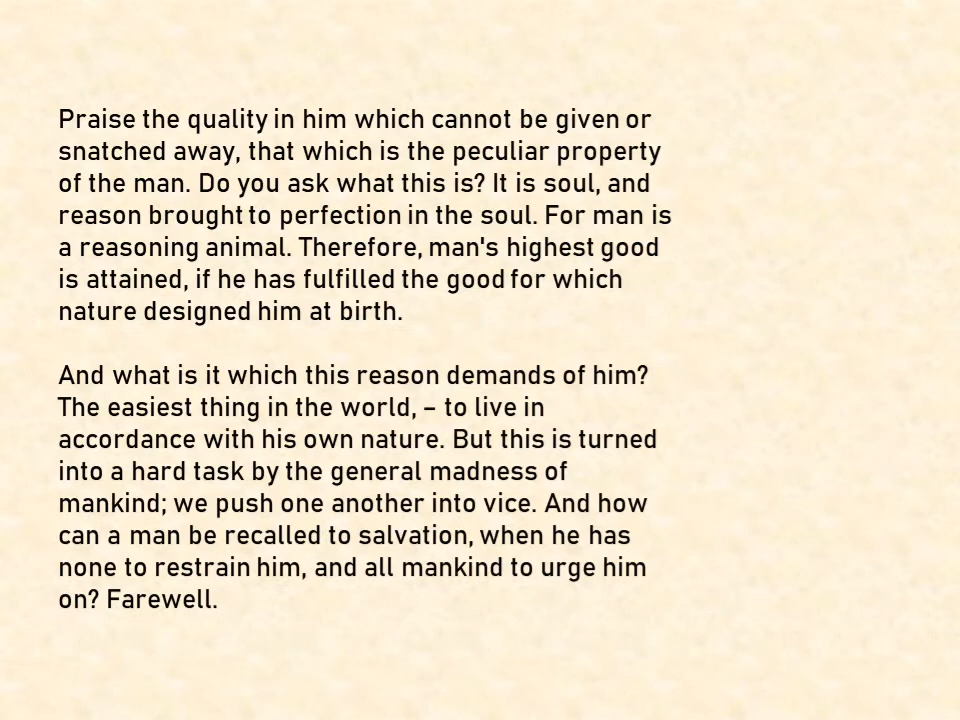 Praise the quality in him which cannot be given or
snatched away, that which is the peculiar property
of the man. Do you ask what this is? It is soul, and
reason brought to perfection in the soul. For man is
a reasoning animal. Therefore, man's highest good
is attained, if he has fulfilled the good for which
nature designed him at birth.

And what is it which this reason demands of him?
The easiest thing in the world, – to live in
accordance with his own nature. But this is turned
into a hard task by the general madness of
mankind; we push one another into vice. And how
can a man be recalled to salvation, when he has
none to restrain him, and all mankind to urge him
on? Farewell.